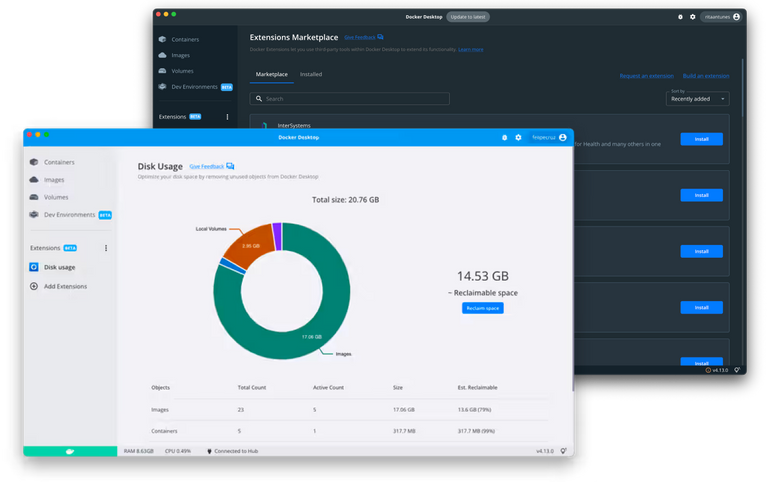 Docker Desktop
Update to latest
Containers
Images
Volumes
Dev Environments BETA
Extensions BETA
Extensions Marketplace
Give Feedback
Docker Extensions let you use third-party tools within Docker Desktop to extend its functionality. Learn more
Marketplace
Installed
Request an extension
Build an extension
Search
Sort by
Recently added
InterSystems
for Health and many others in one
Install
Install
Install
Install
Install
v4.13.0
Docker Desktop
felipecruz
Containers
Images
Volumes
Dev Environments BETA
Extensions BETA
Disk usage
Add Extensions
Disk Usage
Give Feedback
Optimize your disk space by removing unused objects from Docker Desktop
Total size: 20.76 GB
Local Volumes
17.06 GB
Images
14.53 GB
~ Reclaimable space
Reclaim space
Objects Total Count Active Count Size Est. Reclaimable
Images 23 5 17.06 GB 13.6 GB (79%)
Containers 5 1 317.7 MB 317.7 MB (99%)
RAM 8.63GB CPU 0.49% Connected to Hub
v4.13.0